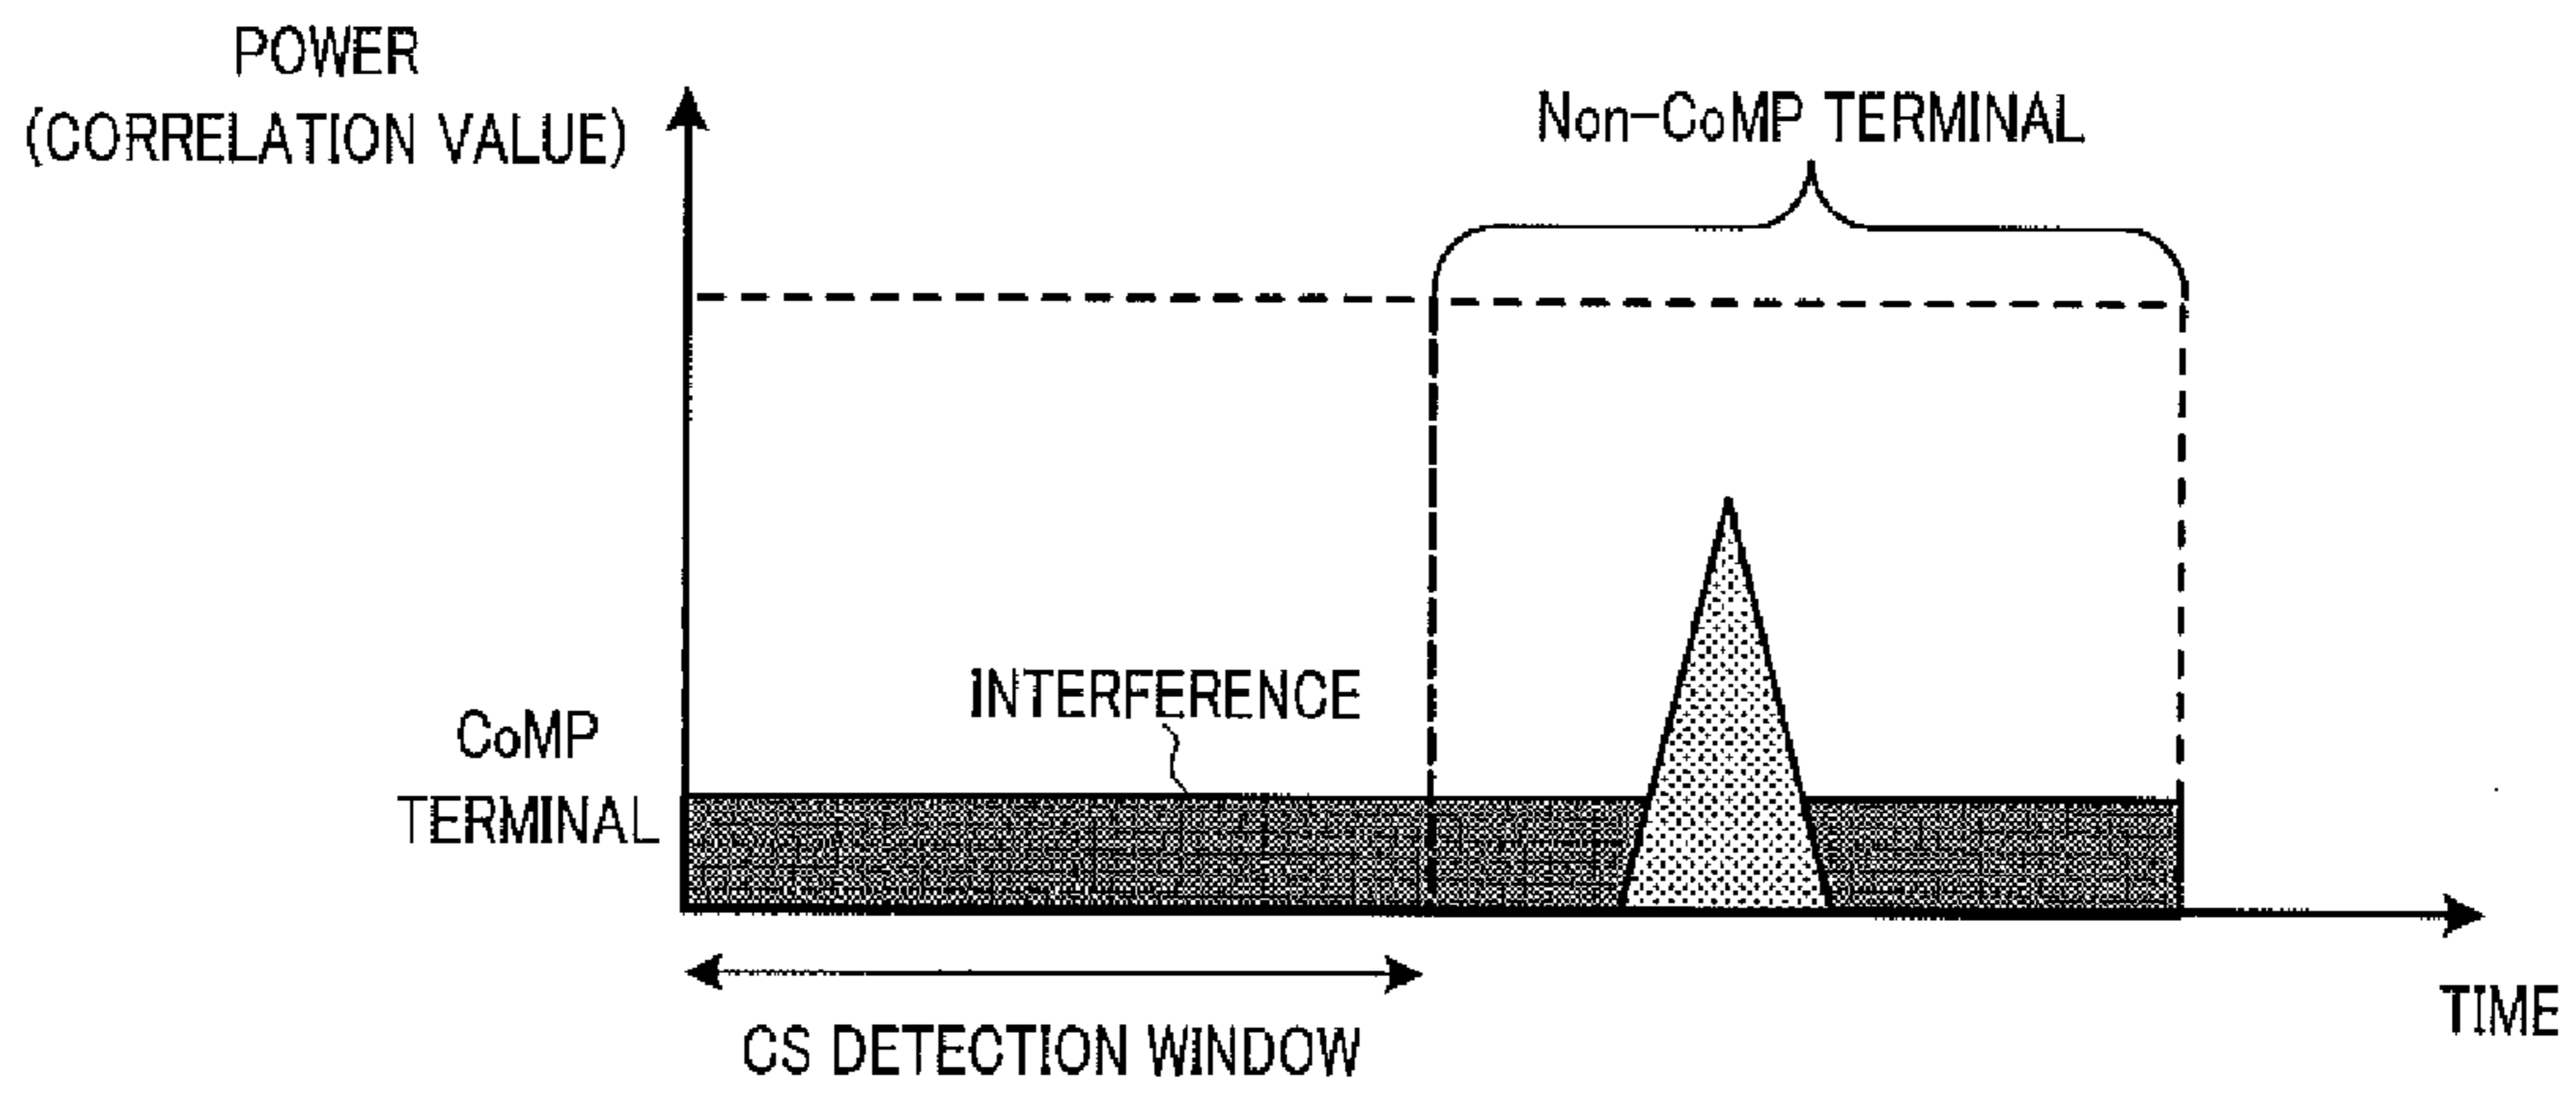 POWER
(CORRELATION VALUE)
Non-CoMP TERMINAL
INTERFERENCE
CoMP
TERMINAL
TIME
CS DETECTION WINDOW